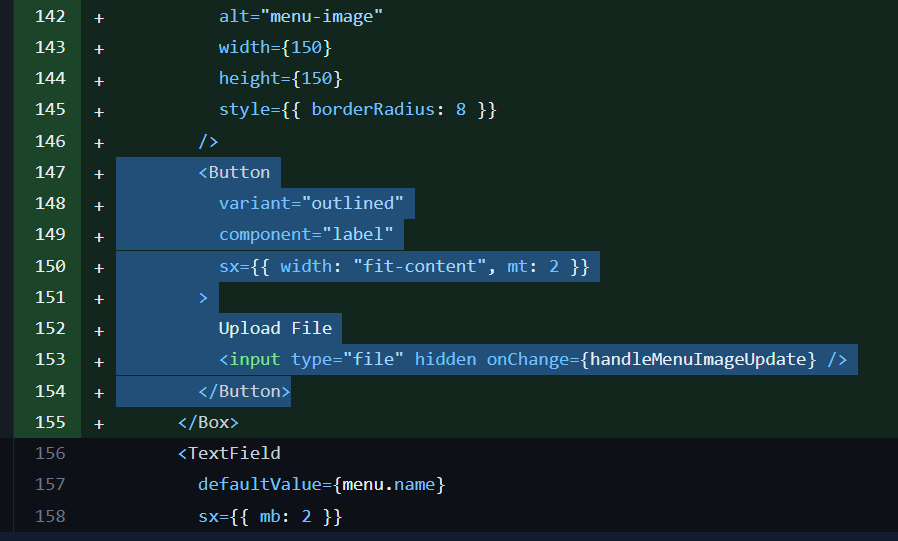 142 + alt="menu-image"
143 + width={150}
144 + height={150}
145 + style={{ borderRadius: 8 }}
146 + />
147 + <Button
148 + variant="outlined"
149 + component="label"
150 + sx={{ width: "fit-content", mt: 2 }}
151 + >
152 + Upload File
153 + <input type="file" hidden onChange={handleMenuImageUpdate} />
154 + </Button>
155 + </Box>
156 <TextField
157 defaultValue={menu.name}
158 sx={{ mb: 2 }}